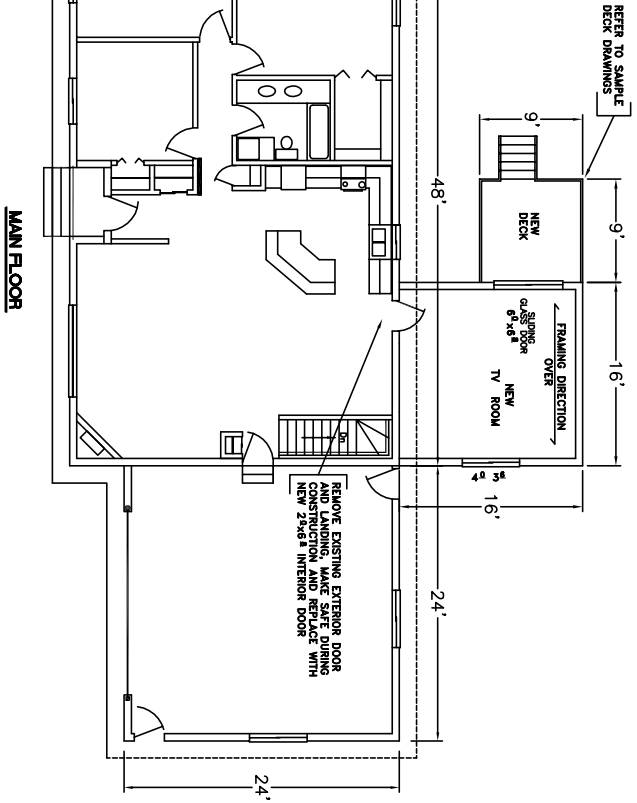 REFER TO SAMPLE
DECK DRAWINGS
9'
9'
48'
NEW
DECK
16'
FRAMING DIRECTION
OVER
SLIDING
GLASS DOOR
6⁰x6⁸
NEW
TV ROOM
4⁰ 3⁶
16'
Dn
REMOVE EXISTING EXTERIOR DOOR
AND LANDING, MAKE SAFE DURING
CONSTRUCTION AND REPLACE WITH
NEW 2⁸x6⁸ INTERIOR DOOR
24'
24'
MAIN FLOOR